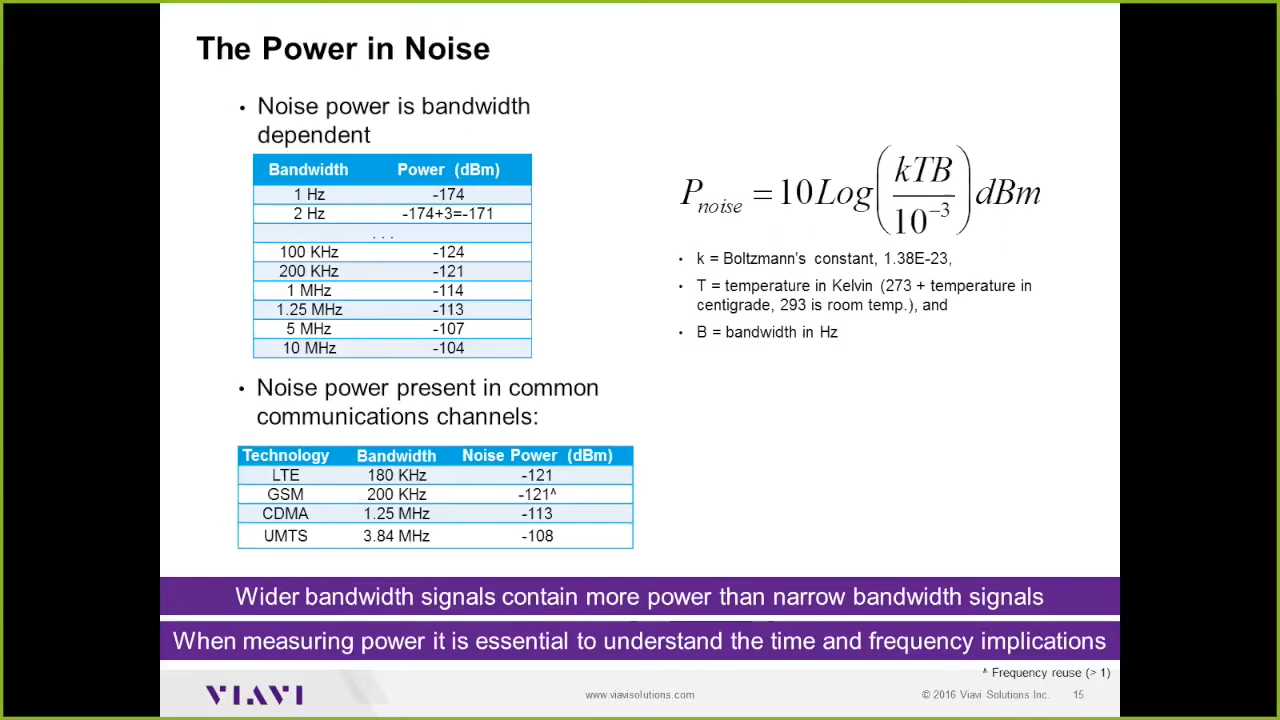 The Power in Noise
• Noise power is bandwidth
dependent
Bandwidth Power (dBm)
1 Hz -174
2 Hz -174+3=-171
. . .
100 KHz -124
200 KHz -121
1 MHz -114
1.25 MHz -113
5 MHz -107
10 MHz -104
• Noise power present in common
communications channels:
Technology Bandwidth Noise Power (dBm)
LTE 180 KHz -121
GSM 200 KHz -121^
CDMA 1.25 MHz -113
UMTS 3.84 MHz -108
P_noise = 10Log(kTB/10^-3) dBm
• k = Boltzmann’s constant, 1.38E-23,
• T = temperature in Kelvin (273 + temperature in
centigrade, 293 is room temp.), and
• B = bandwidth in Hz
Wider bandwidth signals contain more power than narrow bandwidth signals
When measuring power it is essential to understand the time and frequency implications
^ Frequency reuse (> 1)
VIAVI www.viavisolutions.com © 2016 Viavi Solutions Inc. 15